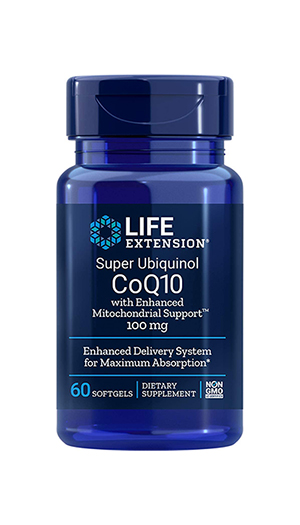 LIFE
EXTENSION®
Super Ubiquinol
CoQ10
with Enhanced
Mitochondrial Support™
100 mg
Enhanced Delivery System
for Maximum Absorption*
60 SOFTGELS
DIETARY
SUPPLEMENT
NON
GMO